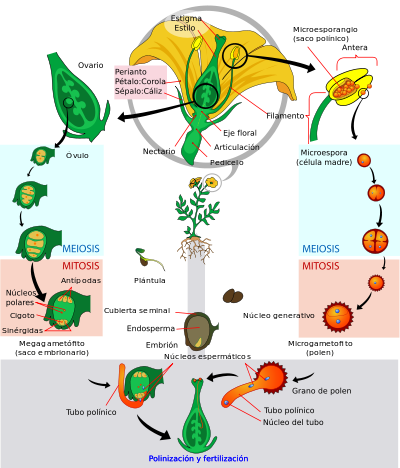 Estigma
Estilo
Microesporangio
(saco polínico)
Antera
Ovario
Perianto
Pétalo:Corola
Sépalo:Cáliz
Filamento
Eje floral
Articulación
Nectario
Pedicelo
Microespora
(célula madre)
Ovulo
MEIOSIS
MITOSIS
MEIOSIS
MITOSIS
Antipodas
Núcleos
polares
Cigoto
Sinérgidas
Plántula
Cubierta seminal
Endosperma
Embrión
Núcleo generativo
Megagametófito
(saco embrionario)
Microgametofito
(polen)
Núcleos espermáticos
Grano de polen
Tubo polínico
Tubo polínico
Núcleo del tubo
Polinización y fertilización